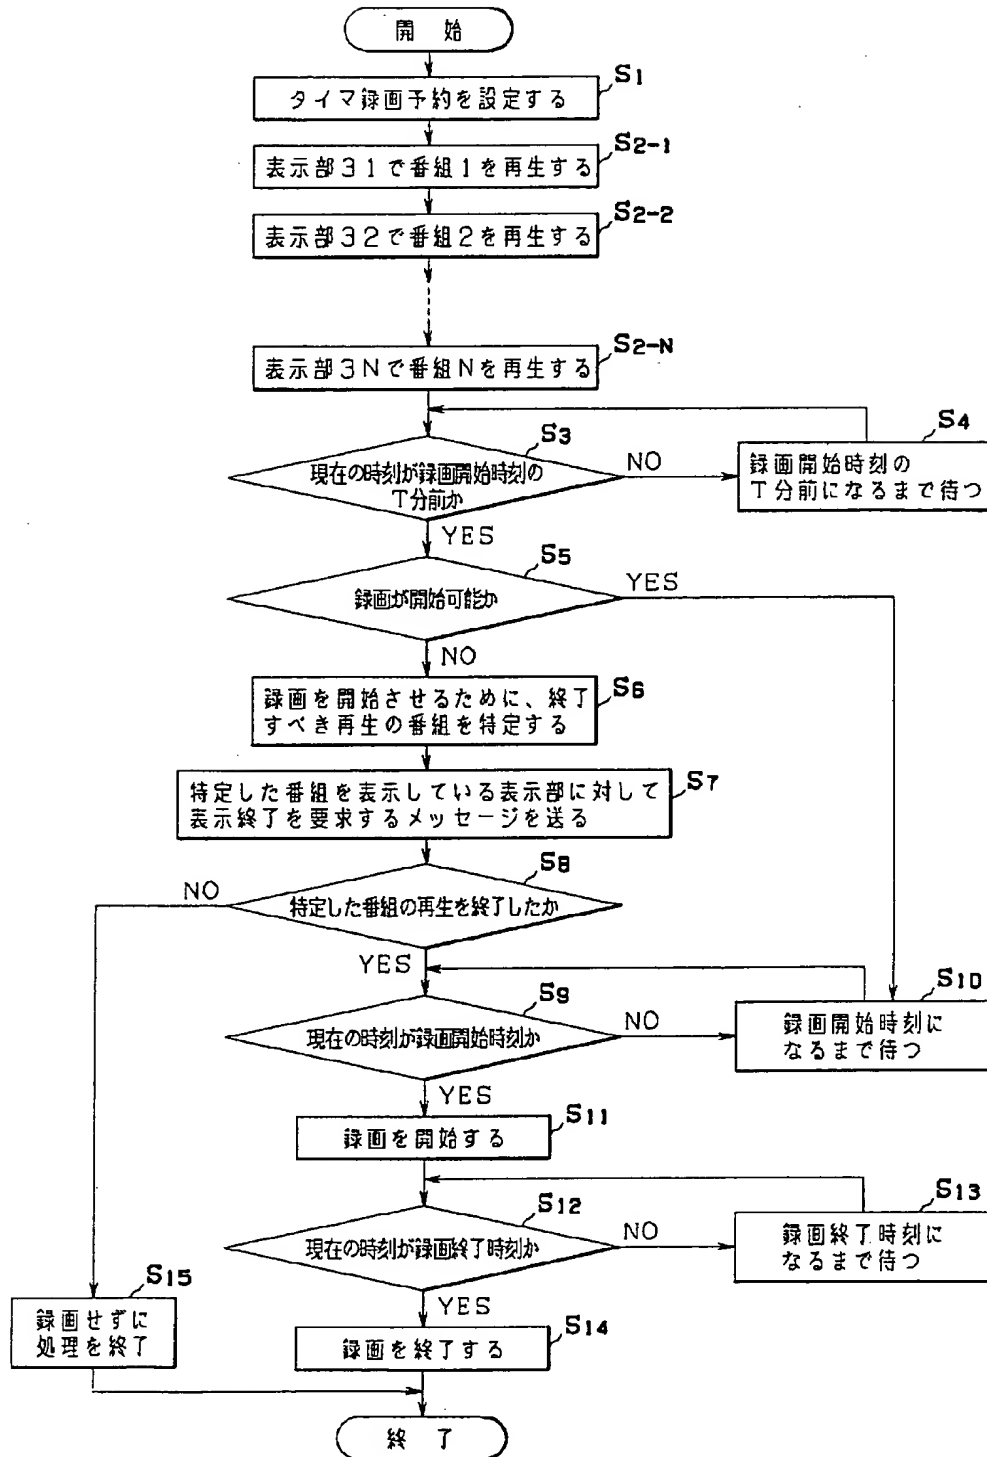 開 始
S1
タイマ録画予約を設定する
S2-1
表示部31で番組1を再生する
S2-2
表示部32で番組2を再生する
S2-N
表示部3Nで番組Nを再生する
S3
現在の時刻が録画開始時刻の
T分前か
NO
S4
録画開始時刻の
T分前になるまで待つ
YES
S5
録画が開始可能か
YES
NO
S6
録画を開始させるために、終了
すべき再生の番組を特定する
S7
特定した番組を表示している表示部に対して
表示終了を要求するメッセージを送る
S8
NO
特定した番組の再生を終了したか
YES
S9
現在の時刻が録画開始時刻か
NO
S10
録画開始時刻に
なるまで待つ
YES
S11
録画を開始する
S12
現在の時刻が録画終了時刻か
NO
S13
録画終了時刻に
なるまで待つ
YES
S15
録画せずに
処理を終了
S14
録画を終了する
終 了